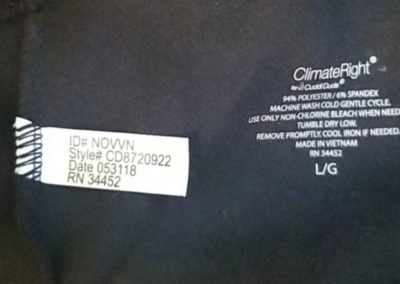 ID# NOVVN
Style# CD8720922
Date 053118
RN 34452
ClimateRight®
by Cuddl Duds®
94% POLYESTER / 6% SPANDEX
MACHINE WASH COLD GENTLE CYCLE.
USE ONLY NON-CHLORINE BLEACH WHEN NEED
TUMBLE DRY LOW.
REMOVE PROMPTLY. COOL IRON IF NEEDED.
MADE IN VIETNAM
RN 34452
L/G